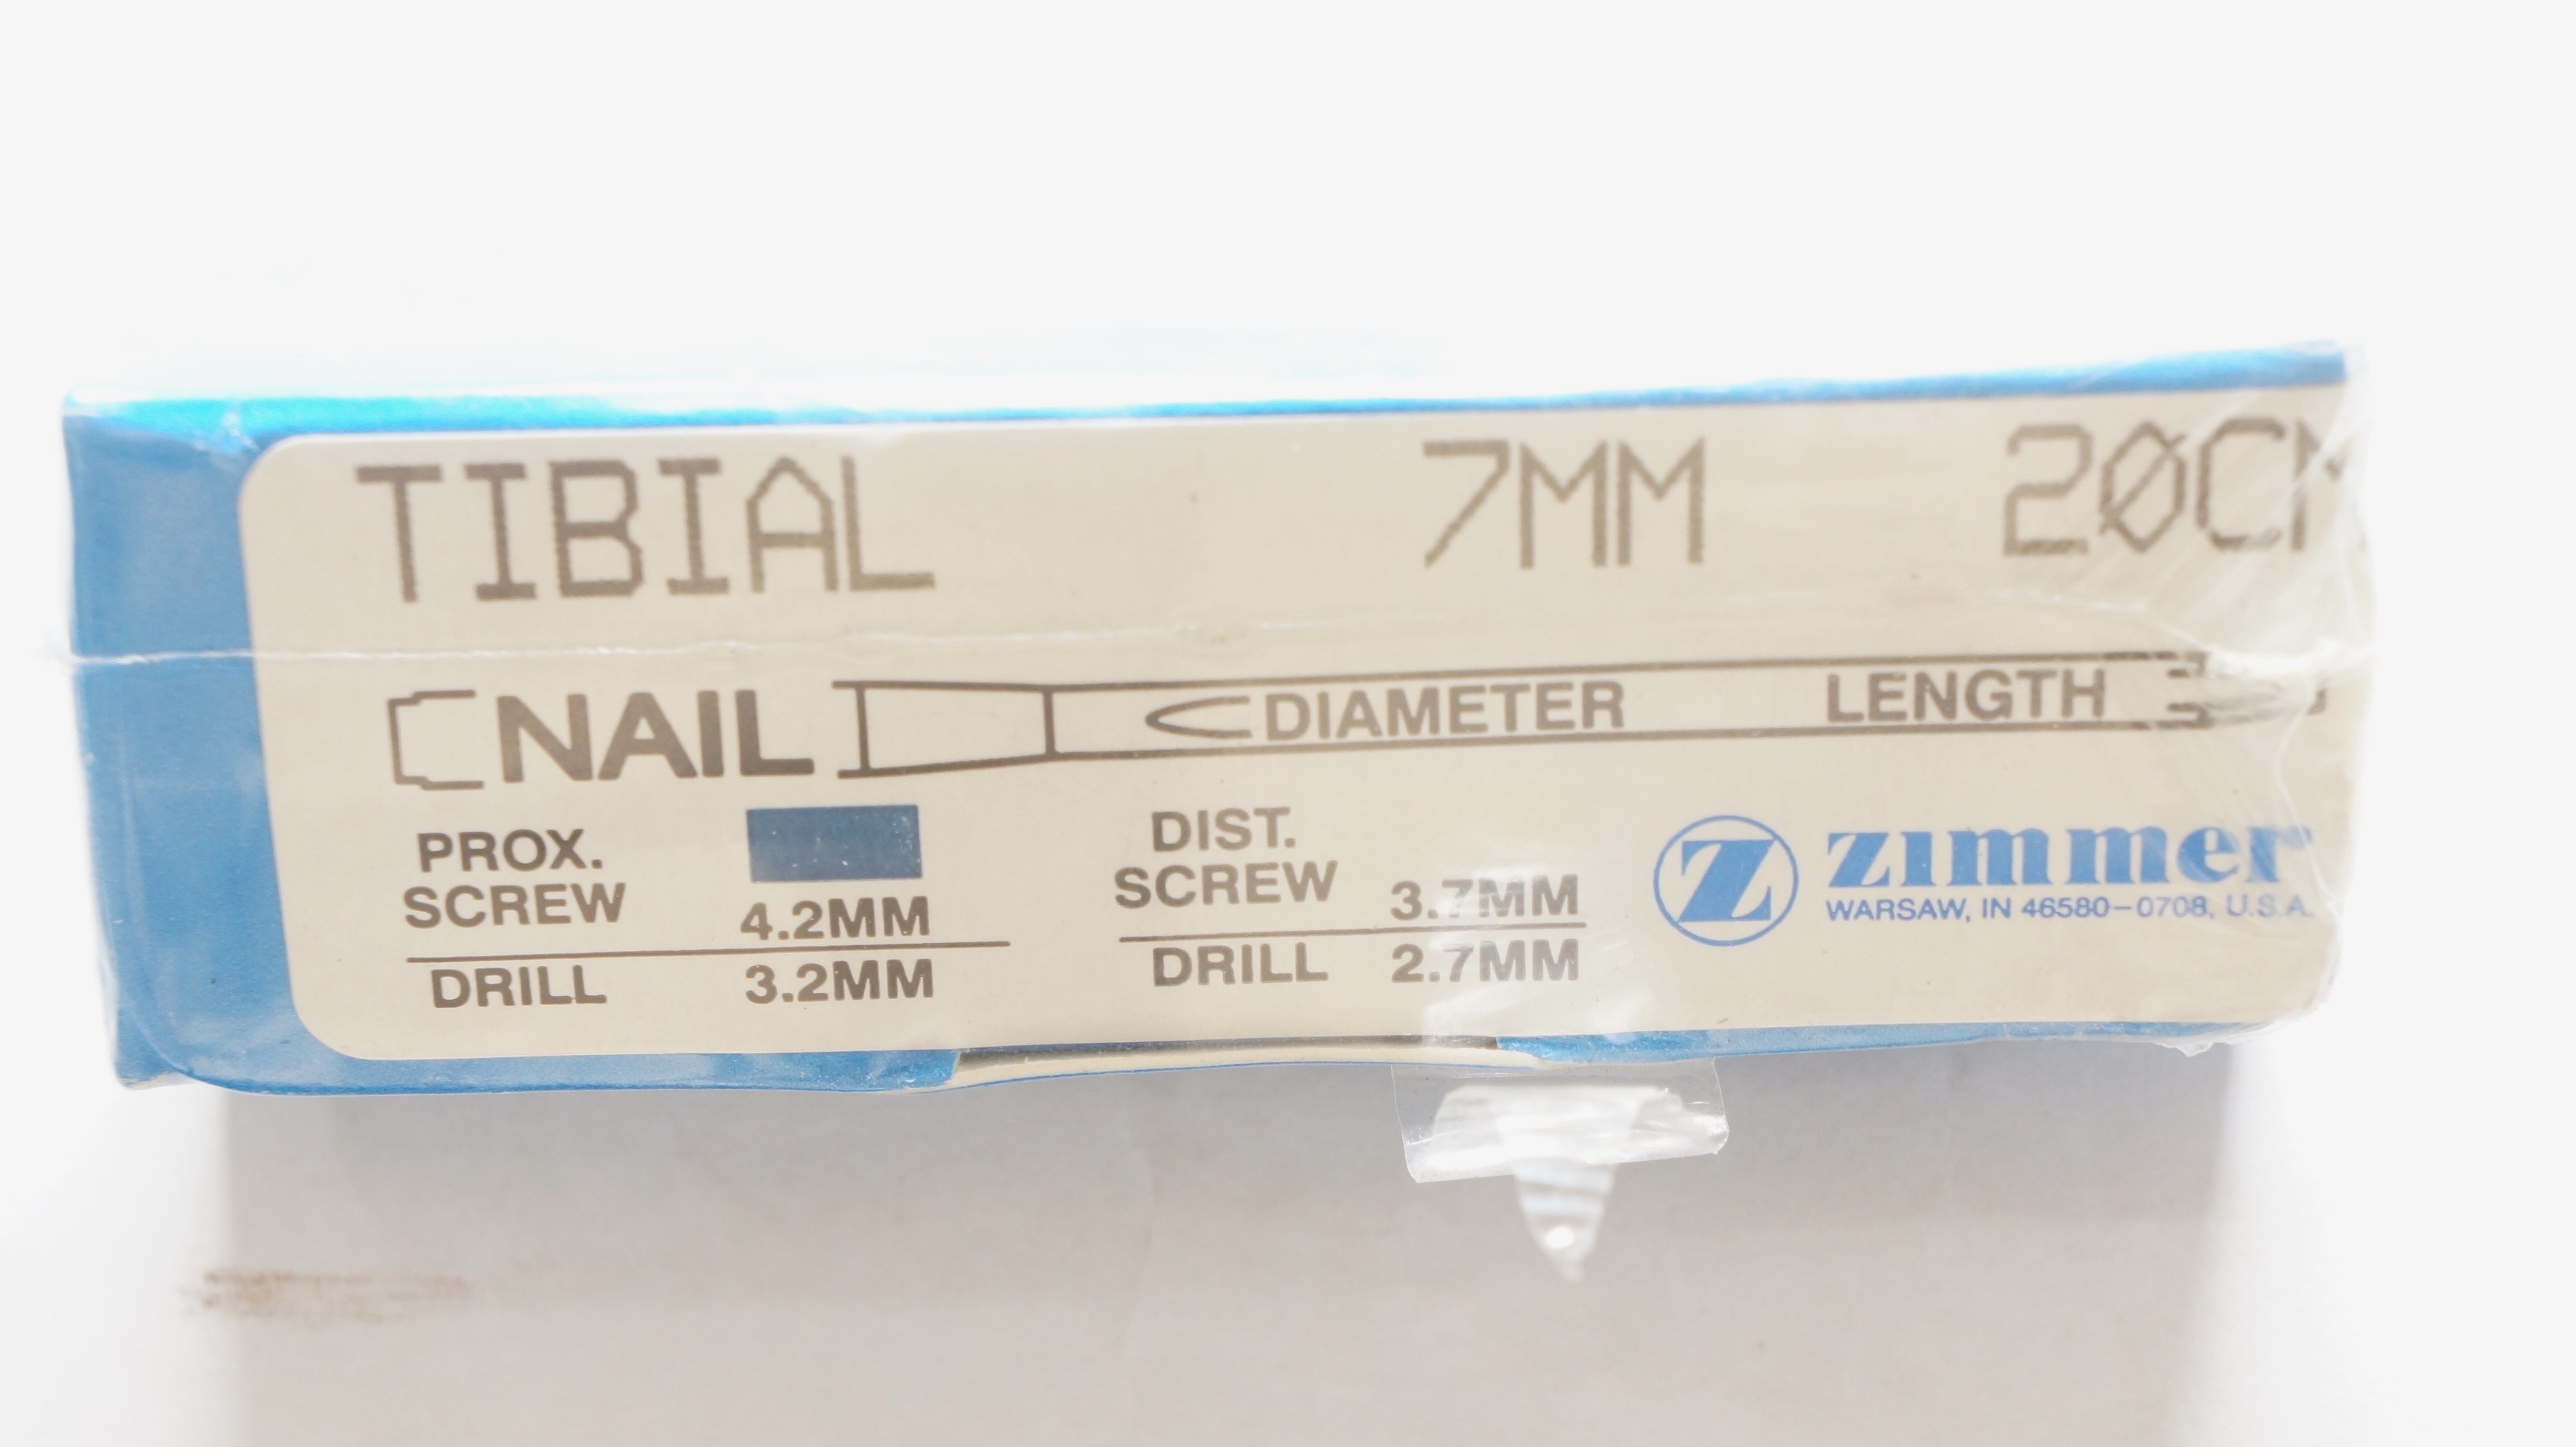 TIBIAL 7MM 20CM
NAIL DIAMETER LENGTH
PROX.
SCREW 4.2MM
DRILL 3.2MM
DIST.
SCREW 3.7MM
DRILL 2.7MM
Z zimmer
WARSAW, IN 46580-0708, U.S.A.